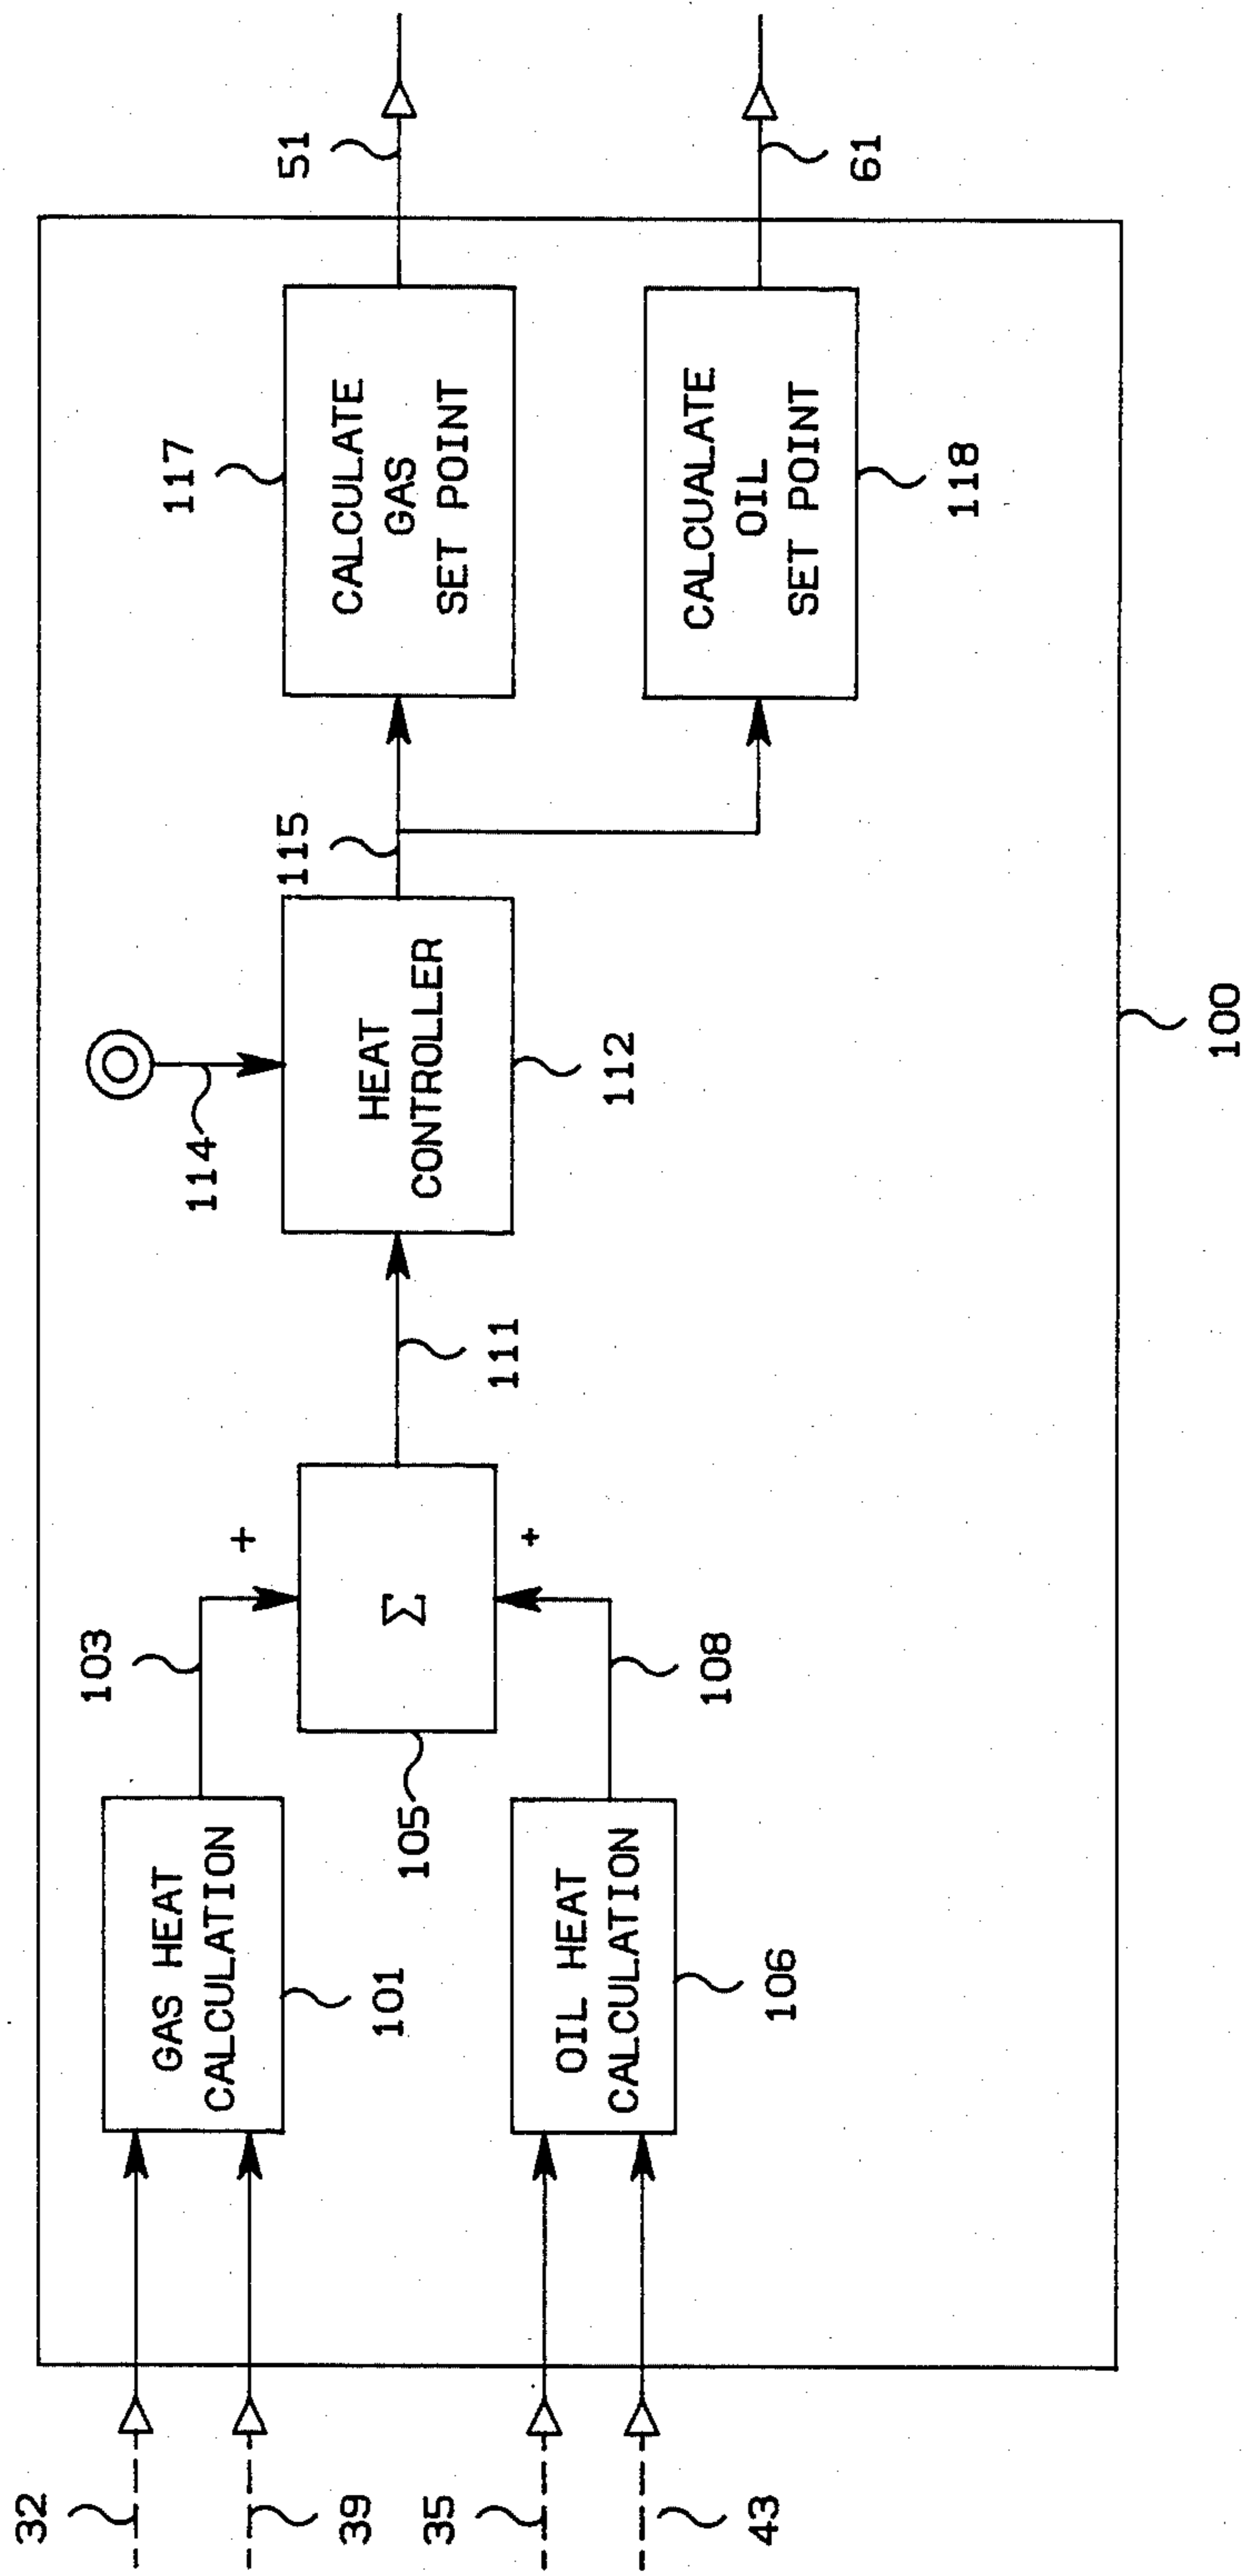 32
39
35
43
GAS HEAT
CALCULATION
101
103
OIL HEAT
CALCULATION
106
108
+
+
Σ
105
111
114
HEAT
CONTROLLER
112
115
CALCULATE
GAS
SET POINT
117
CALCUALATE
OIL
SET POINT
118
51
61
100